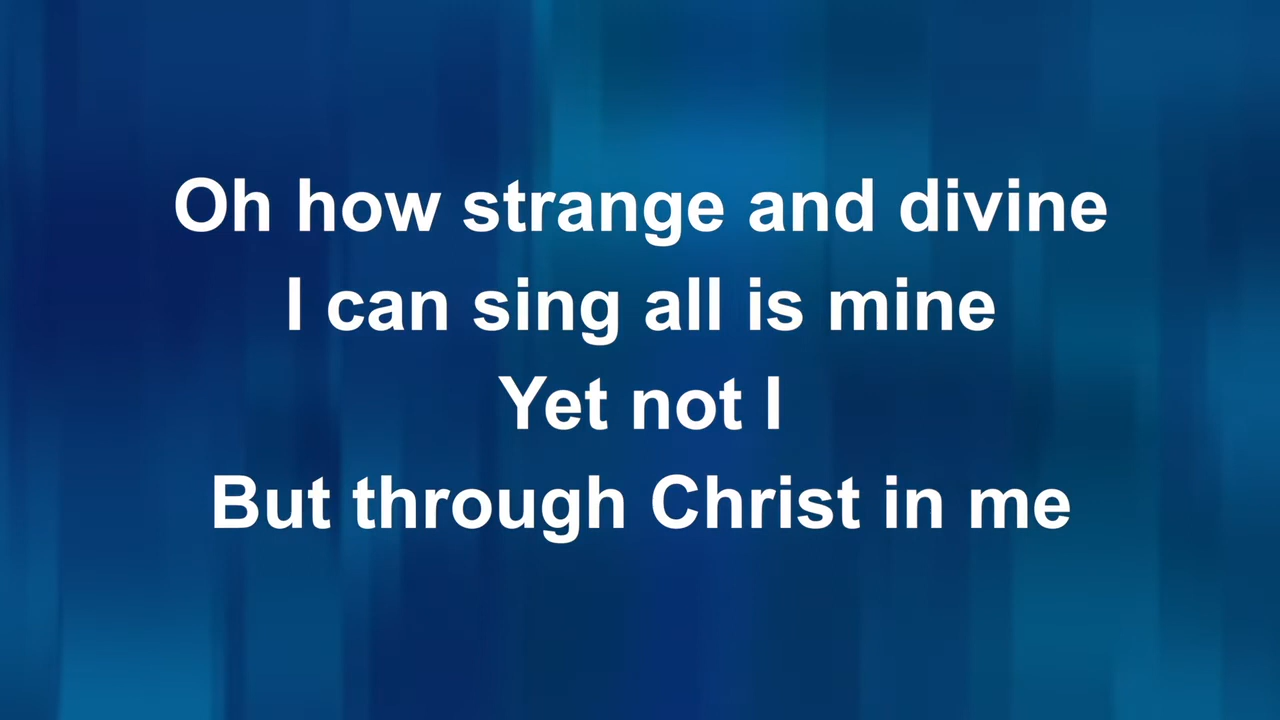 Oh how strange and divine
I can sing all is mine
Yet not I
But through Christ in me